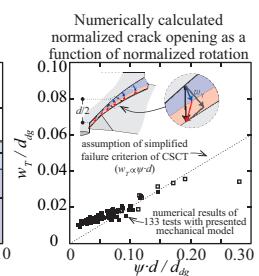 Numerically calculated
normalized crack opening as a
function of normalized rotation
0.10
0.08
d/2
0.06
assumption of simplified
failure criterion of CSCT
(w_T ∝ ψ·d)
0.04
w_T / d_dg
0.02
numerical results of
133 tests with presented
mechanical model
0
0
0 0.10 0.20 0.30
ψ·d / d_dg